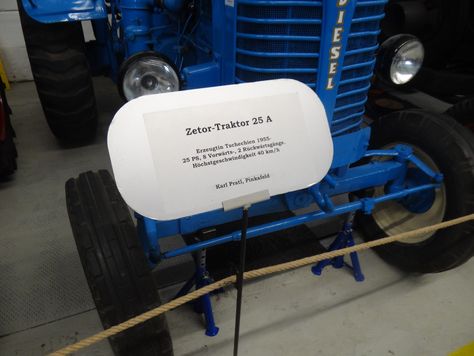 DIESEL
Zetor-Traktor 25 A
Erzeugt in Tschechien 1955.
25 PS, 8 Vorwärts-, 2 Rückwärtsgänge.
Höchstgeschwindigkeit 40 km/h.
Karl Pratl, Pinkafeld